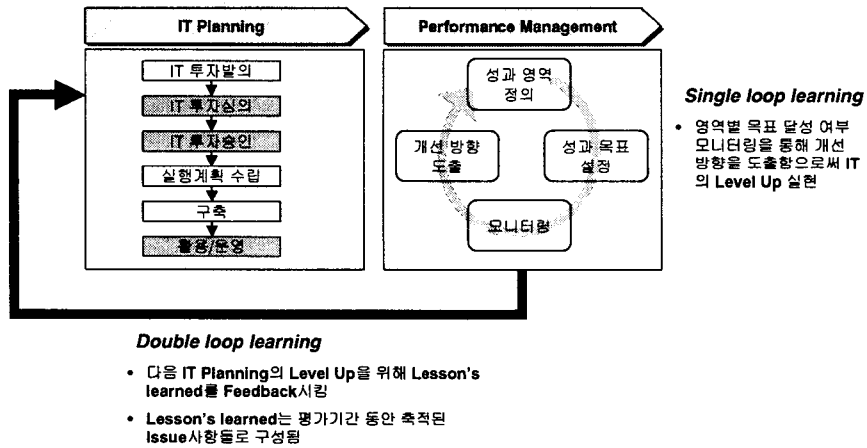 IT Planning
IT 투자발의
IT 투자심의
IT 투자승인
실행계획 수립
구축
활용/운영
Performance Management
성과 영역
정의
개선 방향
도출
성과 목표
설정
모니터링
Single loop learning
• 영역별 목표 달성 여부
모니터링을 통해 개선
방향을 도출함으로써 IT
의 Level Up 실현
Double loop learning
• 다음 IT Planning의 Level Up을 위해 Lesson's
learned를 Feedback시킴
• Lesson's learned는 평가기간 동안 축적된
Issue사항들로 구성됨